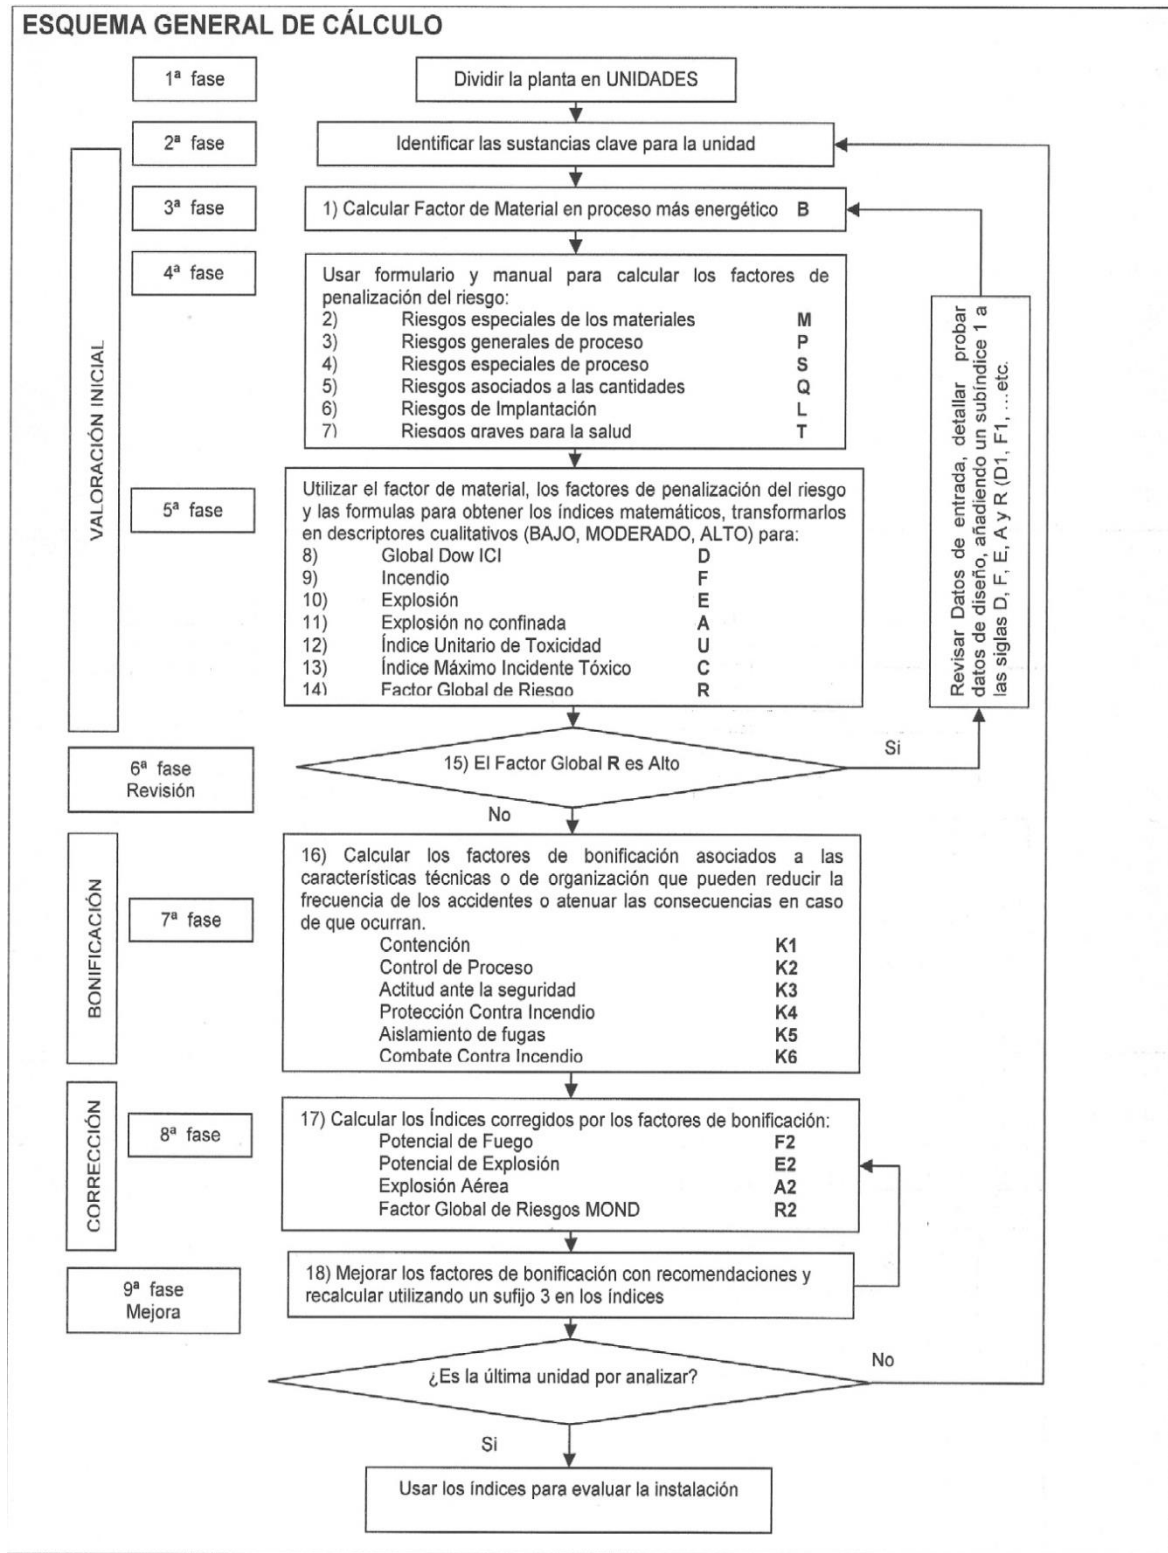 ESQUEMA GENERAL DE CÁLCULO
1ª fase
Dividir la planta en UNIDADES
2ª fase
Identificar las sustancias clave para la unidad
VALORACIÓN INICIAL
3ª fase
1) Calcular Factor de Material en proceso más energético B
4ª fase
Usar formulario y manual para calcular los factores de
penalización del riesgo:
2) Riesgos especiales de los materiales M
3) Riesgos generales de proceso P
4) Riesgos especiales de proceso S
5) Riesgos asociados a las cantidades Q
6) Riesgos de Implantación L
7) Riesgos graves para la salud T
Revisar Datos de entrada, detallar probar
datos de diseño, añadiendo un subíndice 1 a
las siglas D, F, E, A y R (D1, F1, …etc.
5ª fase
Utilizar el factor de material, los factores de penalización del riesgo
y las formulas para obtener los índices matemáticos, transformarlos
en descriptores cualitativos (BAJO, MODERADO, ALTO) para:
8) Global Dow ICI D
9) Incendio F
10) Explosión E
11) Explosión no confinada A
12) Índice Unitario de Toxicidad U
13) Índice Máximo Incidente Tóxico C
14) Factor Global de Riesgo R
6ª fase
Revisión
15) El Factor Global R es Alto
Si
No
BONIFICACIÓN
7ª fase
16) Calcular los factores de bonificación asociados a las
características técnicas o de organización que pueden reducir la
frecuencia de los accidentes o atenuar las consecuencias en caso
de que ocurran.
Contención K1
Control de Proceso K2
Actitud ante la seguridad K3
Protección Contra Incendio K4
Aislamiento de fugas K5
Combate Contra Incendio K6
CORRECCIÓN
8ª fase
17) Calcular los Índices corregidos por los factores de bonificación:
Potencial de Fuego F2
Potencial de Explosión E2
Explosión Aérea A2
Factor Global de Riesgos MOND R2
9ª fase
Mejora
18) Mejorar los factores de bonificación con recomendaciones y
recalcular utilizando un sufijo 3 en los índices
¿Es la última unidad por analizar?
No
Si
Usar los índices para evaluar la instalación